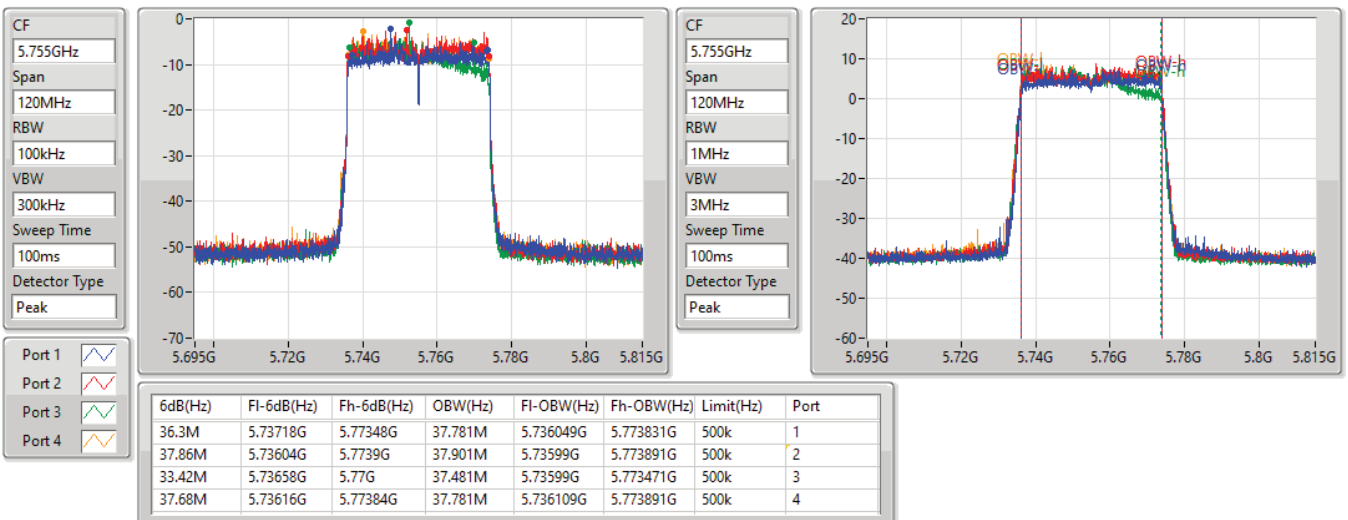 CF
5.755GHz
Span
120MHz
RBW
100kHz
VBW
300kHz
Sweep Time
100ms
Detector Type
Peak
Port 1
Port 2
Port 3
Port 4
0
-10
-20
-30
-40
-50
-60
-70
5.695G 5.72G 5.74G 5.76G 5.78G 5.8G 5.815G
CF
5.755GHz
Span
120MHz
RBW
1MHz
VBW
3MHz
Sweep Time
100ms
Detector Type
Peak
20
10
0
-10
-20
-30
-40
-50
-60
OBW-l OBW-h
5.695G 5.72G 5.74G 5.76G 5.78G 5.8G 5.815G
6dB(Hz) Fl-6dB(Hz) Fh-6dB(Hz) OBW(Hz) Fl-OBW(Hz) Fh-OBW(Hz) Limit(Hz) Port
36.3M 5.73718G 5.77348G 37.781M 5.736049G 5.773831G 500k 1
37.86M 5.73604G 5.7739G 37.901M 5.73599G 5.773891G 500k 2
33.42M 5.73658G 5.77G 37.481M 5.73599G 5.773471G 500k 3
37.68M 5.73616G 5.77384G 37.781M 5.736109G 5.773891G 500k 4